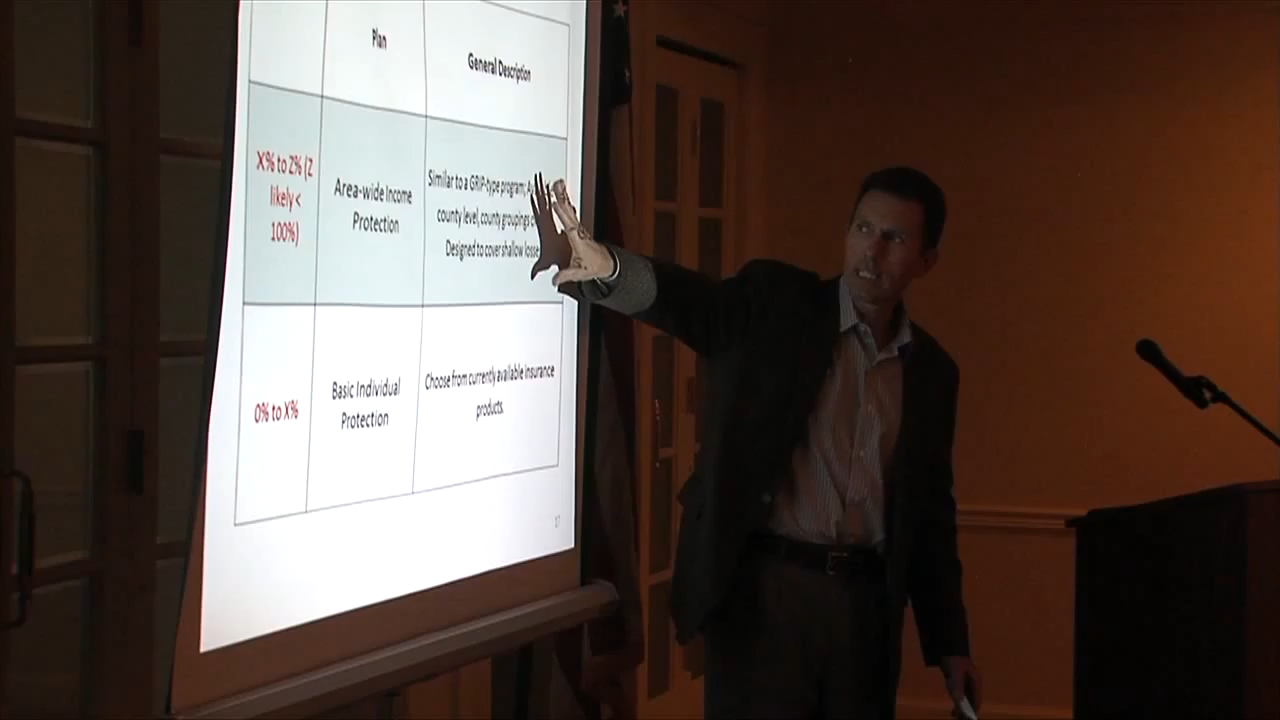 Plan
General Description
X% to Z% (Z
likely <
100%)
Area-wide Income
Protection
Similar to a GRIP-type program;
county level, county groupings
Designed to cover shallow
0% to X%
Basic Individual
Protection
Choose from currently available insurance
products.
17